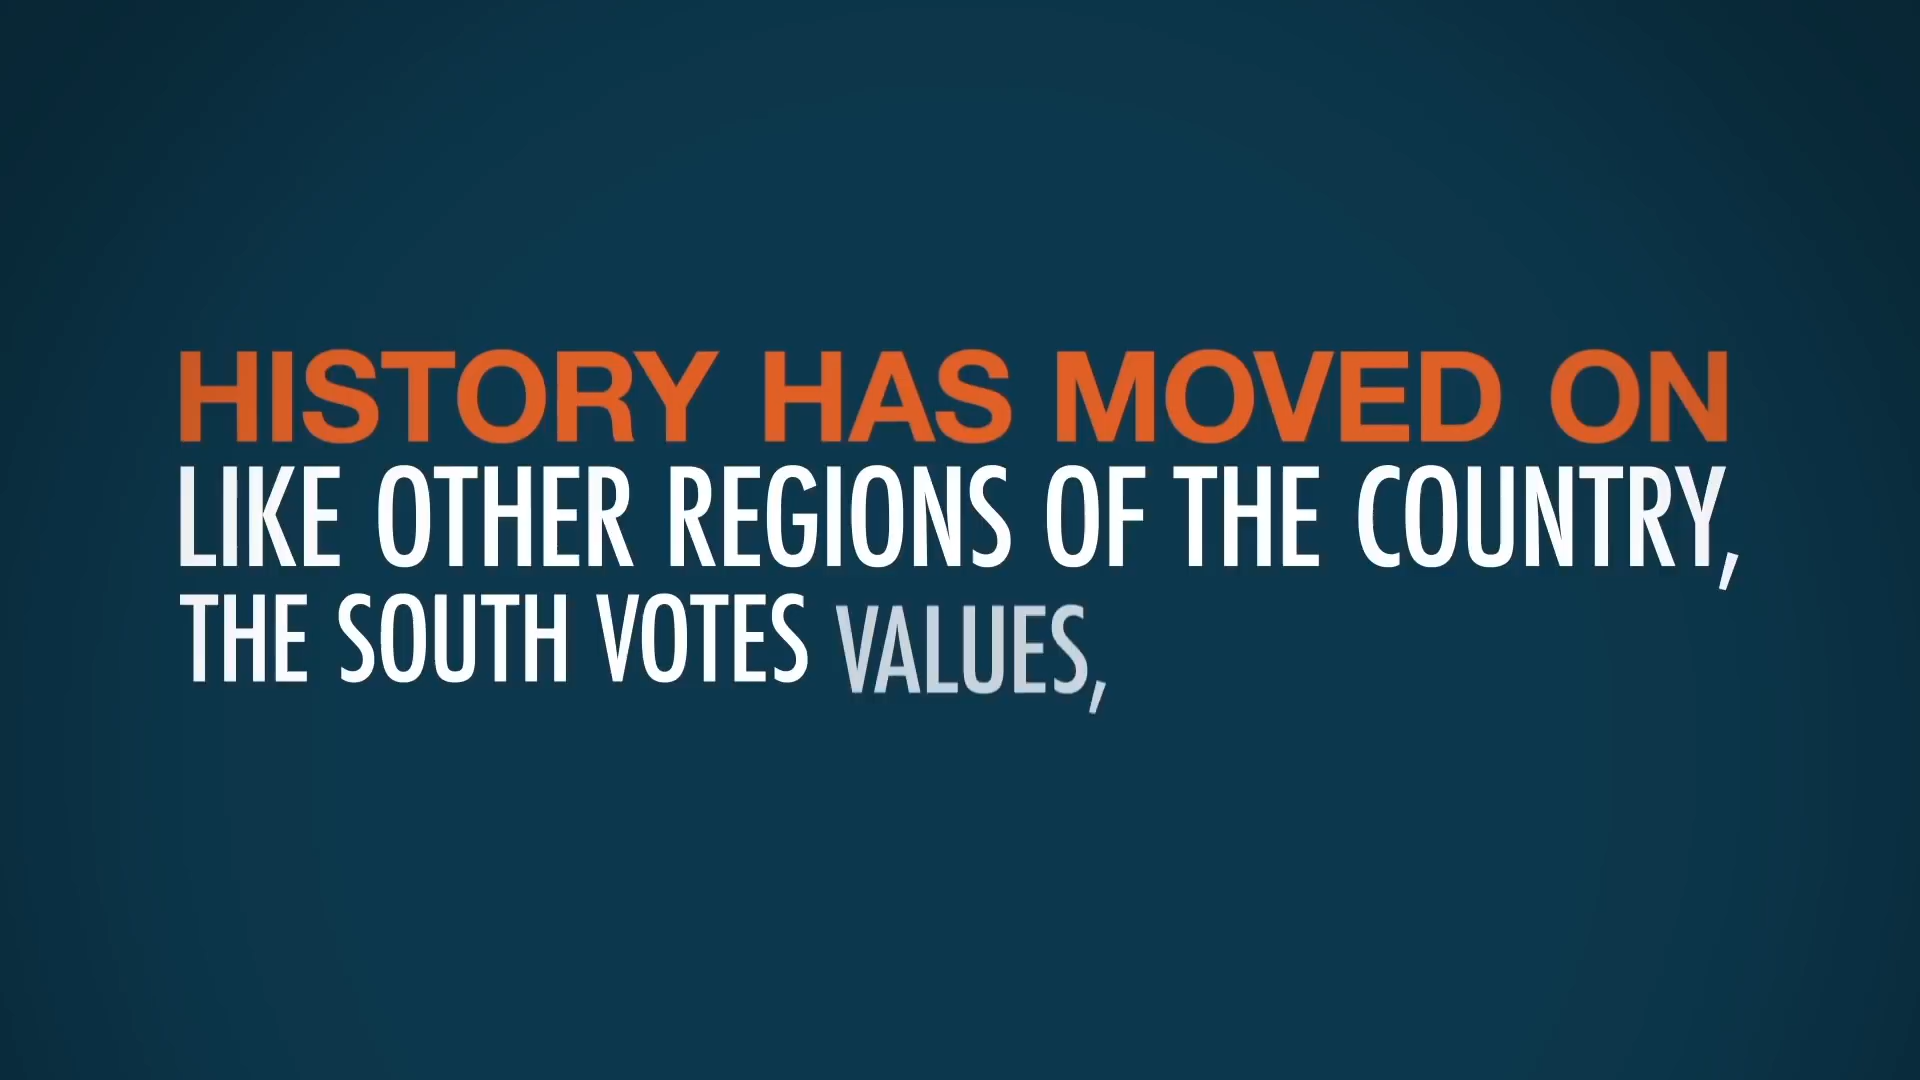 HISTORY HAS MOVED ON
LIKE OTHER REGIONS OF THE COUNTRY,
THE SOUTH VOTES VALUES,